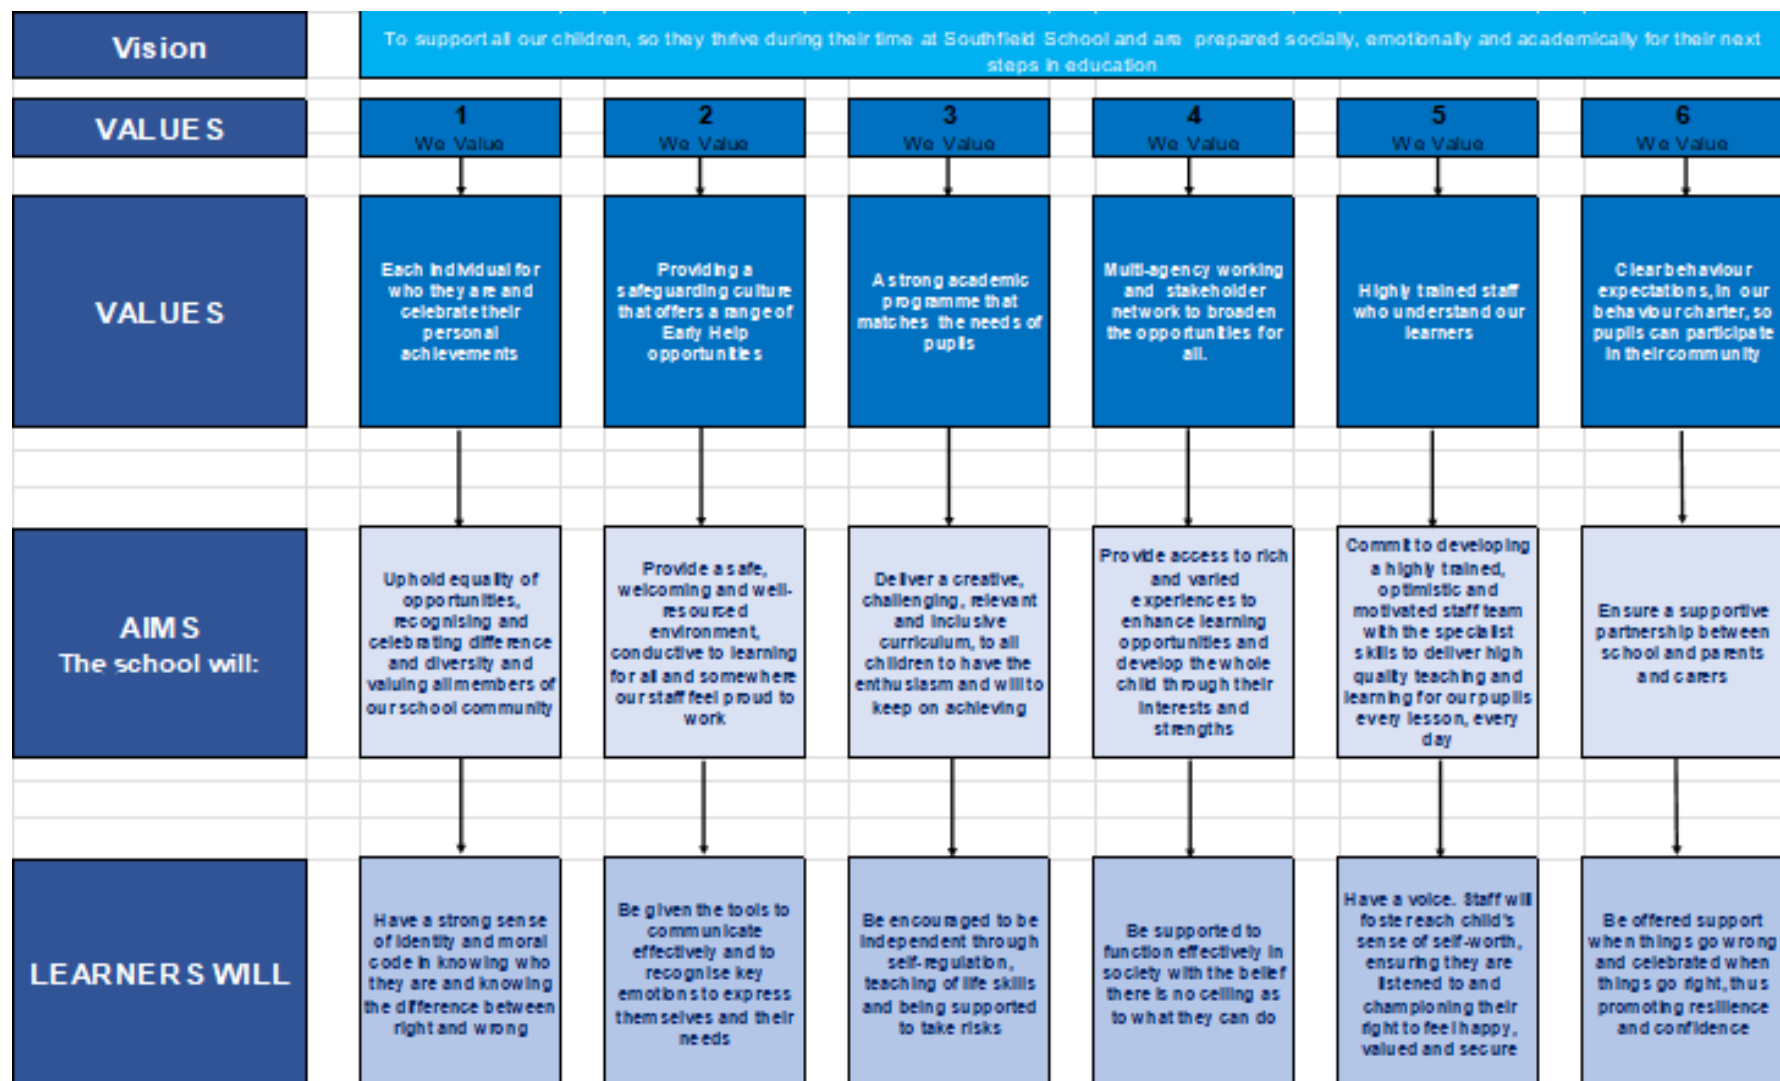 Vision
To support all our children, so they thrive during their time at Southfield School and are prepared socially, emotionally and academically for their next
steps in education
VALUES
1
We Value
2
We Value
3
We Value
4
We Value
5
We Value
6
We Value
VALUES
Each individual for
who they are and
celebrate their
personal
achievements
Providing a
safeguarding culture
that offers a range of
Early Help
opportunities
A strong academic
programme that
matches the needs of
pupils
Multi-agency working
and stakeholder
network to broaden
the opportunities for
all.
Highly trained staff
who understand our
learners
Clear behaviour
expectations, in our
behaviour charter, so
pupils can participate
in their community
AIMS
The school will:
Uphold equality of
opportunities,
recognising and
celebrating difference
and diversity and
valuing all members of
our school community
Provide a safe,
welcoming and well-
resourced
environment,
conductive to learning
for all and somewhere
our staff feel proud to
work
Deliver a creative,
challenging, relevant
and inclusive
curriculum, to all
children to have the
enthusiasm and will to
keep on achieving
Provide access to rich
and varied
experiences to
enhance learning
opportunities and
develop the whole
child through their
interests and
strengths
Commit to developing
a highly trained,
optimistic and
motivated staff team
with the specialist
skills to deliver high
quality teaching and
learning for our pupils
every lesson, every
day
Ensure a supportive
partnership between
school and parents
and carers
LEARNERS WILL
Have a strong sense
of identity and moral
code in knowing who
they are and knowing
the difference between
right and wrong
Be given the tools to
communicate
effectively and to
recognise key
emotions to express
themselves and their
needs
Be encouraged to be
independent through
self-regulation,
teaching of life skills
and being supported
to take risks
Be supported to
function effectively in
society with the belief
there is no ceiling as
to what they can do
Have a voice. Staff will
foster each child's
sense of self-worth,
ensuring they are
listened to and
championing their
right to feel happy,
valued and secure
Be offered support
when things go wrong
and celebrated when
things go right, thus
promoting resilience
and confidence